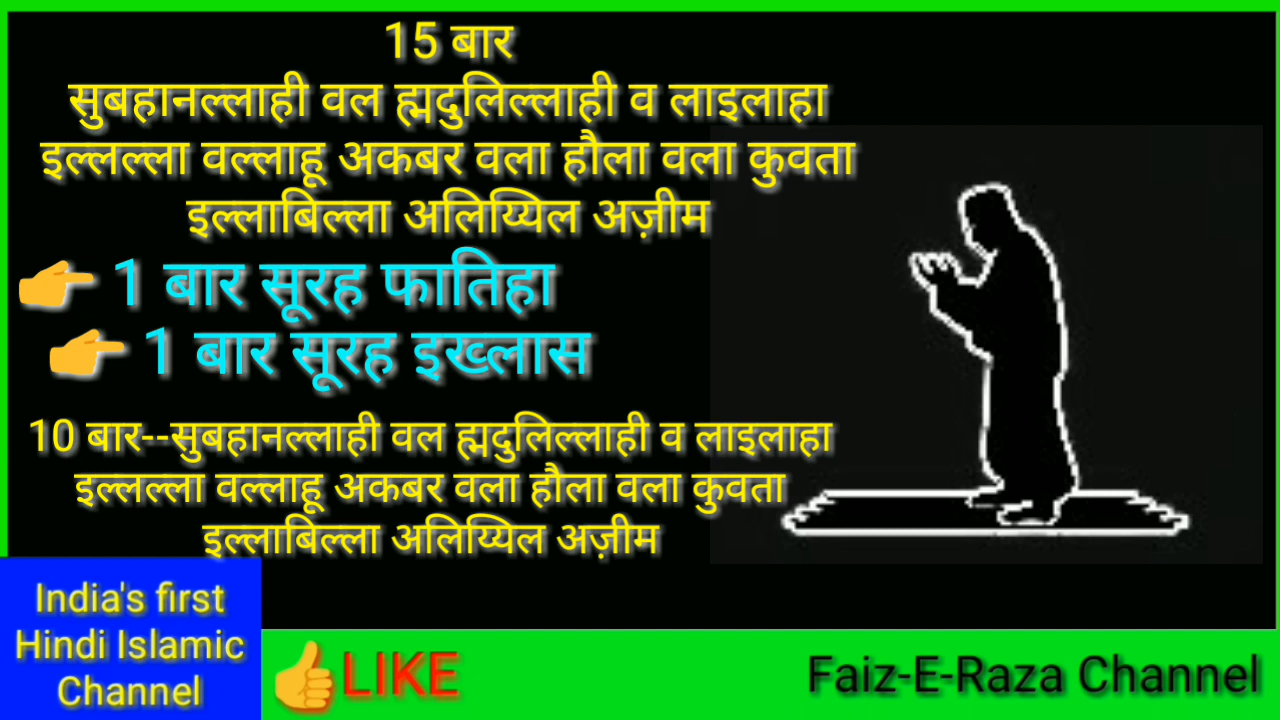 15 बार
सुबहानल्लाही वल ह्मदुलिल्लाही व लाइलाहा
इल्लल्ला वल्लाहू अकबर वला हौला वला कुवता
इल्लाबिल्ला अलिय्यिल अज़ीम
👉 1 बार सूरह फातिहा
👉 1 बार सूरह इख्लास
10 बार--सुबहानल्लाही वल ह्मदुलिल्लाही व लाइलाहा
इल्लल्ला वल्लाहू अकबर वला हौला वला कुवता
इल्लाबिल्ला अलिय्यिल अज़ीम
India's first
Hindi Islamic
Channel
👍LIKE
Faiz-E-Raza Channel